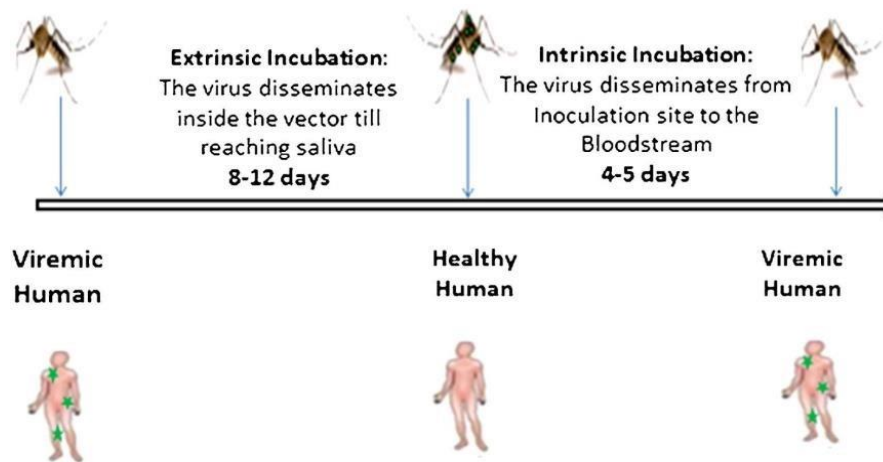 Extrinsic Incubation:
The virus disseminates
inside the vector till
reaching saliva
8-12 days
Intrinsic Incubation:
The virus disseminates from
Inoculation site to the
Bloodstream
4-5 days
Viremic
Human
Healthy
Human
Viremic
Human